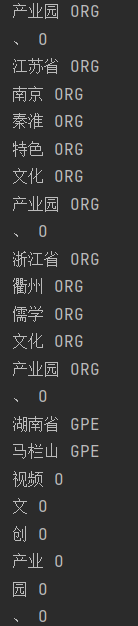 产业园 ORG
、 O
江苏省 ORG
南京 ORG
秦淮 ORG
特色 ORG
文化 ORG
产业园 ORG
、 O
浙江省 ORG
衢州 ORG
儒学 ORG
文化 ORG
产业园 ORG
、 O
湖南省 GPE
马栏山 GPE
视频 O
文 O
创 O
产业 O
园 O
、 O